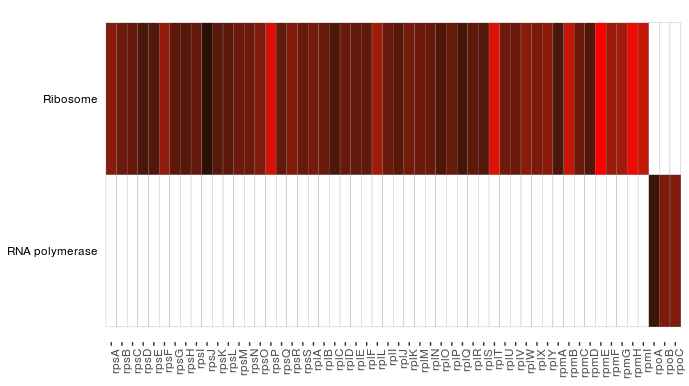 Ribosome
RNA polymerase
rpsA
rpsB
rpsC
rpsD
rpsE
rpsF
rpsG
rpsH
rpsI
rpsJ
rpsK
rpsL
rpsM
rpsN
rpsO
rpsP
rpsQ
rpsR
rpsS
rplA
rplB
rplC
rplD
rplE
rplF
rplL
rplI
rplJ
rplK
rplM
rplN
rplO
rplP
rplQ
rplR
rplS
rplT
rplU
rplV
rplW
rplX
rplY
rpmA
rpmB
rpmC
rpmD
rpmE
rpmF
rpmG
rpmH
rpmI
rpoA
rpoB
rpoC